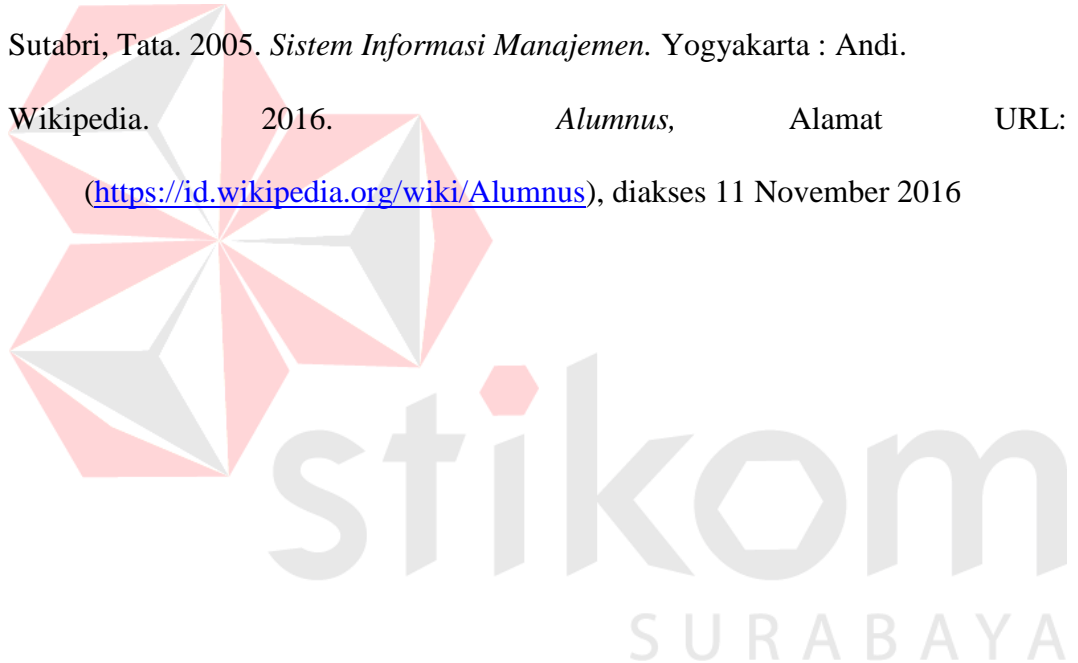 Sutabri, Tata. 2005. Sistem Informasi Manajemen. Yogyakarta : Andi.
Wikipedia. 2016. Alumnus, Alamat URL:
(https://id.wikipedia.org/wiki/Alumnus), diakses 11 November 2016
stikom
SURABAYA